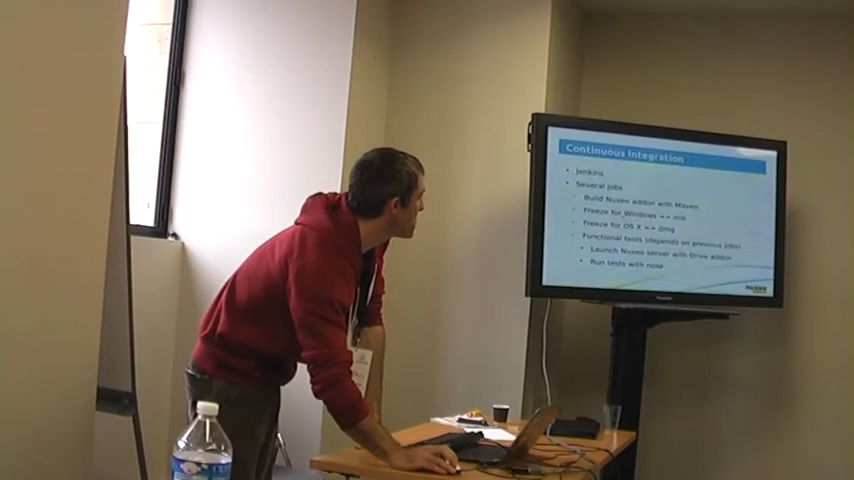 Continuous Integration
Jenkins
Several jobs
Build Nuxeo addon with Maven
Freeze for Windows => msi
Freeze for OS X => dmg
Functional tests (depends on previous jobs)
Launch Nuxeo server with Drive addon
Run tests with nose
nuxeo